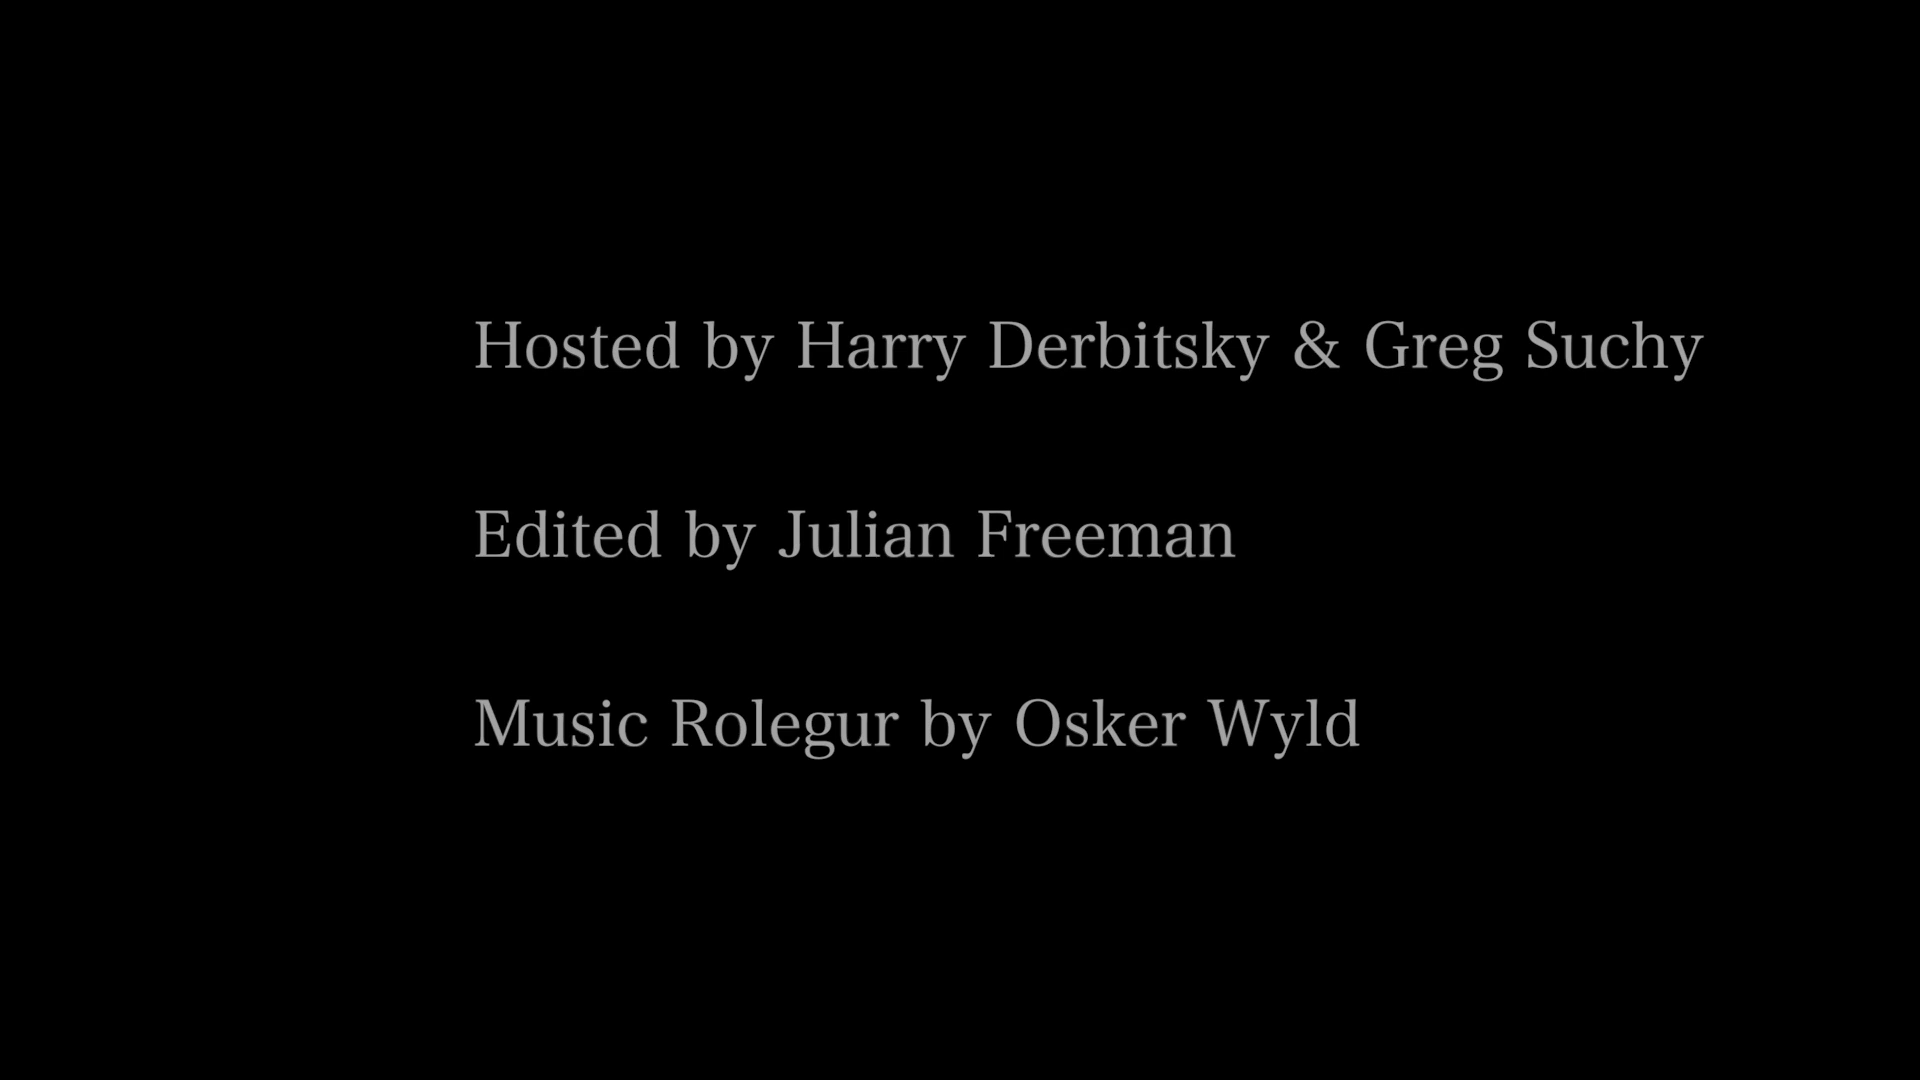 Hosted by Harry Derbitsky & Greg Suchy
Edited by Julian Freeman
Music Rolegur by Osker Wyld